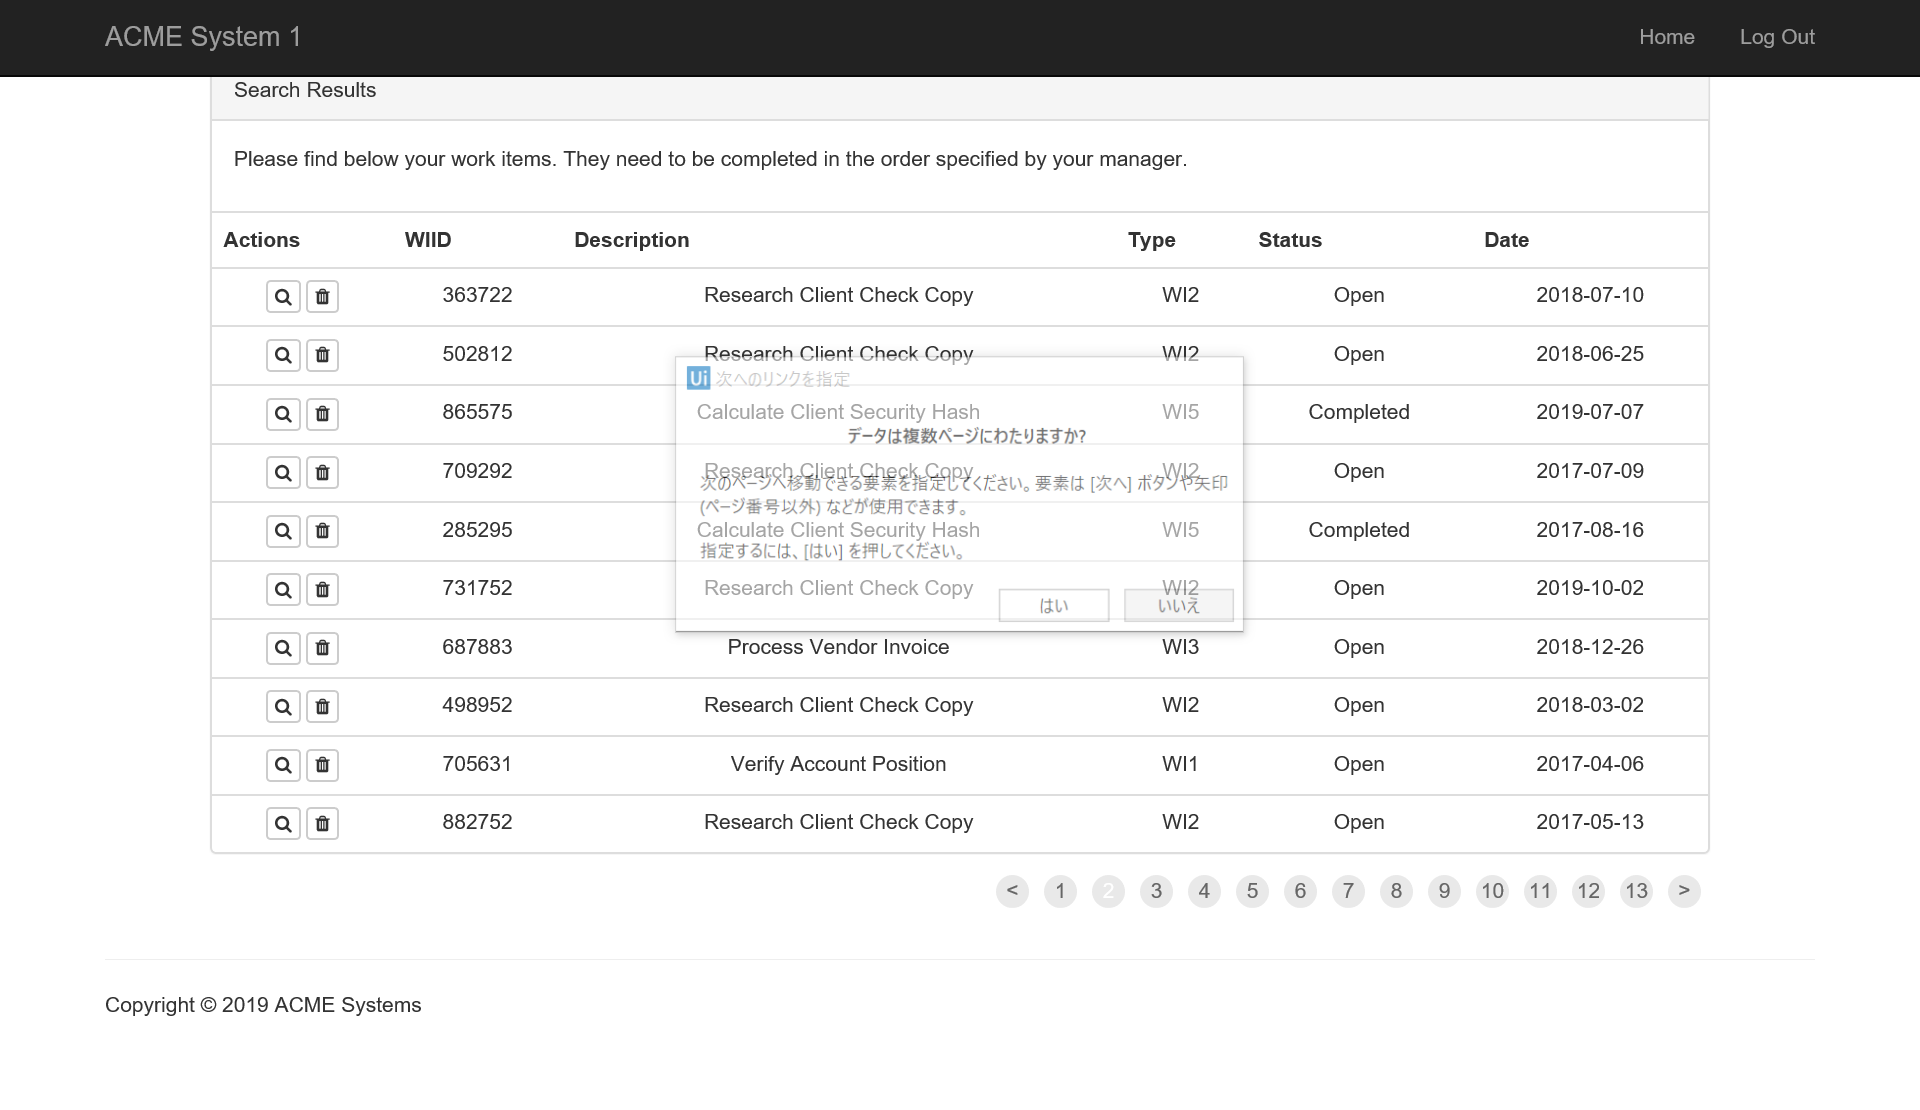 ACME System 1 Home Log Out
Search Results
Please find below your work items. They need to be completed in the order specified by your manager.
Actions WIID Description Type Status Date
363722 Research Client Check Copy WI2 Open 2018-07-10
502812 Research Client Check Copy WI2 Open 2018-06-25
Ui 次へのリンクを指定
865575 Calculate Client Security Hash WI5 Completed 2019-07-07
データは複数ページにわたりますか?
709292 Research Client Check Copy WI2 Open 2017-07-09
次のページへ移動できる要素を指定してください。要素は [次へ] ボタンや矢印
(ページ番号以外) などが使用できます。
285295 Calculate Client Security Hash WI5 Completed 2017-08-16
指定するには、[はい] を押してください。
731752 Research Client Check Copy WI2 Open 2019-10-02
はい いいえ
687883 Process Vendor Invoice WI3 Open 2018-12-26
498952 Research Client Check Copy WI2 Open 2018-03-02
705631 Verify Account Position WI1 Open 2017-04-06
882752 Research Client Check Copy WI2 Open 2017-05-13
< 1 2 3 4 5 6 7 8 9 10 11 12 13 >
Copyright © 2019 ACME Systems